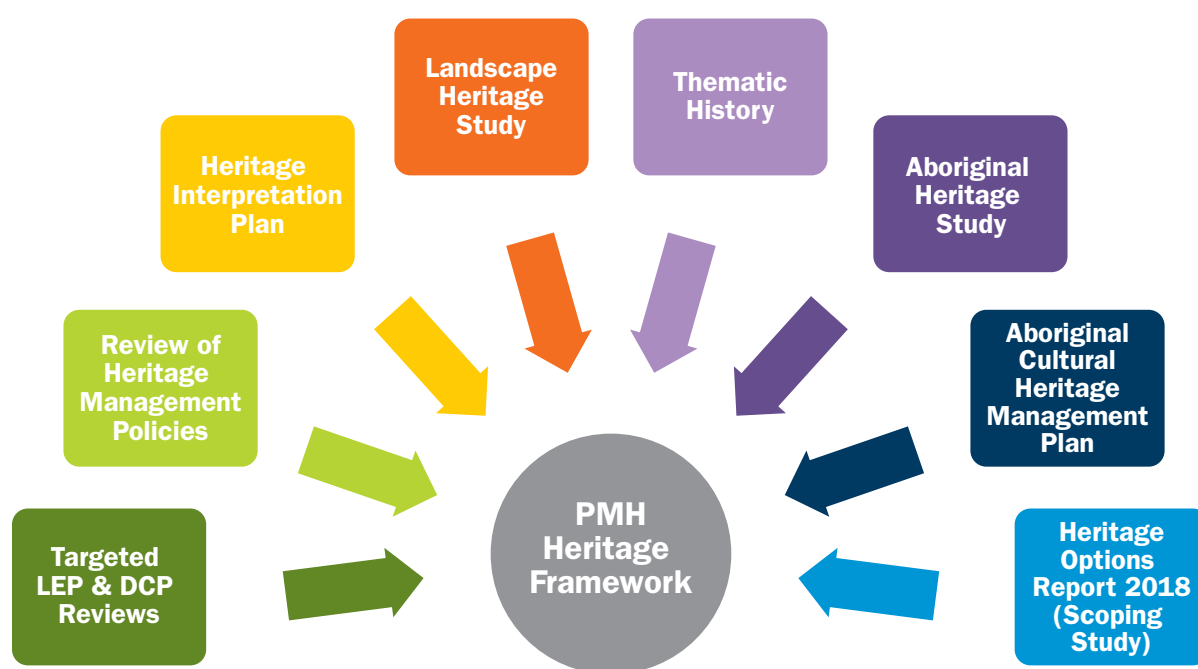 Landscape
Heritage
Study
Thematic
History
Heritage
Interpretation
Plan
Aboriginal
Heritage
Study
Review of
Heritage
Management
Policies
Aboriginal
Cultural
Heritage
Management
Plan
Targeted
LEP & DCP
Reviews
PMH
Heritage
Framework
Heritage
Options
Report 2018
(Scoping
Study)